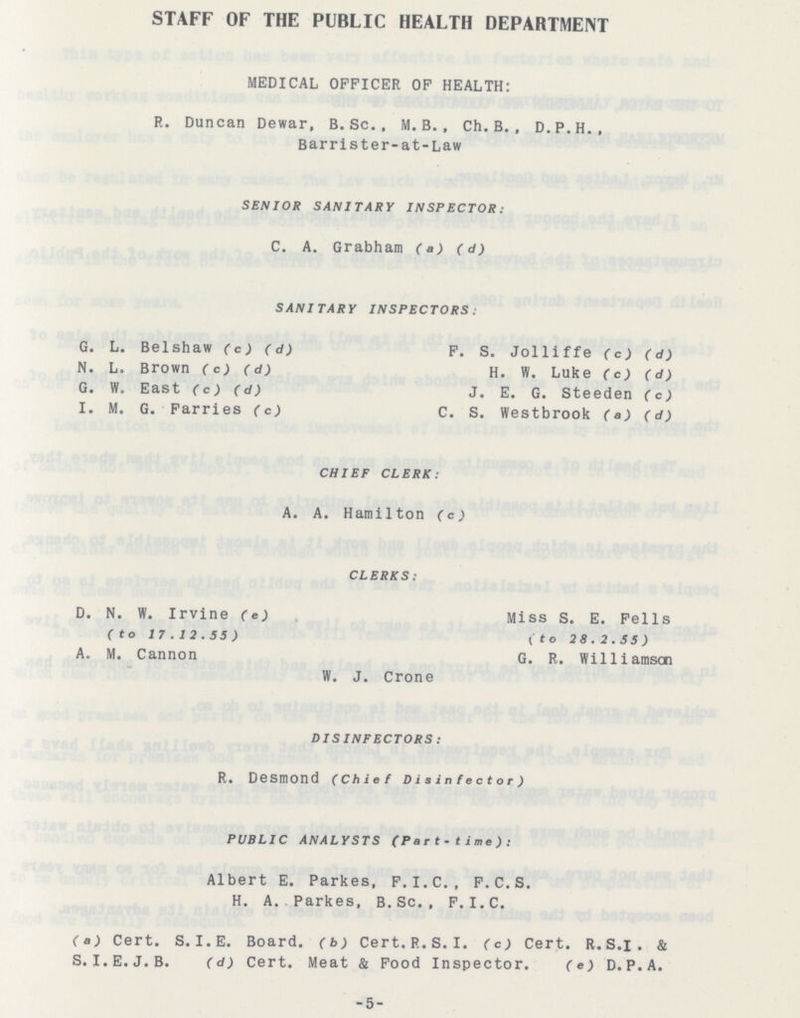 STAFF OF THE PUBLIC HEALTH DEPARTMENT
MEDICAL OFFICER OF HEALTH:
R. Duncan Dewar, B.Sc., M.B., Ch.B., D.P.H.,
Barrister-at-Law
SENIOR SANITARY INSPECTOR:
C. A. Grabham (a) (d)
SANITARY INSPECTORS:
G. L. Belshaw (c) (d)
N. L. Brown (c) (d)
G. W. East (c) (d)
I. M. G. Farries (c)
F. S. Jolliffe (c) (d)
H. W. Luke (c) (d)
J. E. G. Steeden (c)
C. S. Westbrook (a) (d)
CHIEF CLERK:
A. A. Hamilton (c)
CLERKS:
D. N. W. Irvine (e)
(to 17.12.55)
A. M. Cannon
Miss S. E. Fells
(to 28.2.55)
G. R. Williamson
W. J. Crone
DISINFECTORS:
R. Desmond (Chief Disinfector)
PUBLIC ANALYSTS (Part-time):
Albert E. Parkes, F.I.C., F.C.S.
H. A. Parkes, B.Sc., F.I.C.
(a) Cert. S.I.E. Board. (b) Cert.R.S.I. (c) Cert. R.S.I. &
S.I.E.J.B. (d) Cert. Meat & Food Inspector. (e) D.P.A.
-5-